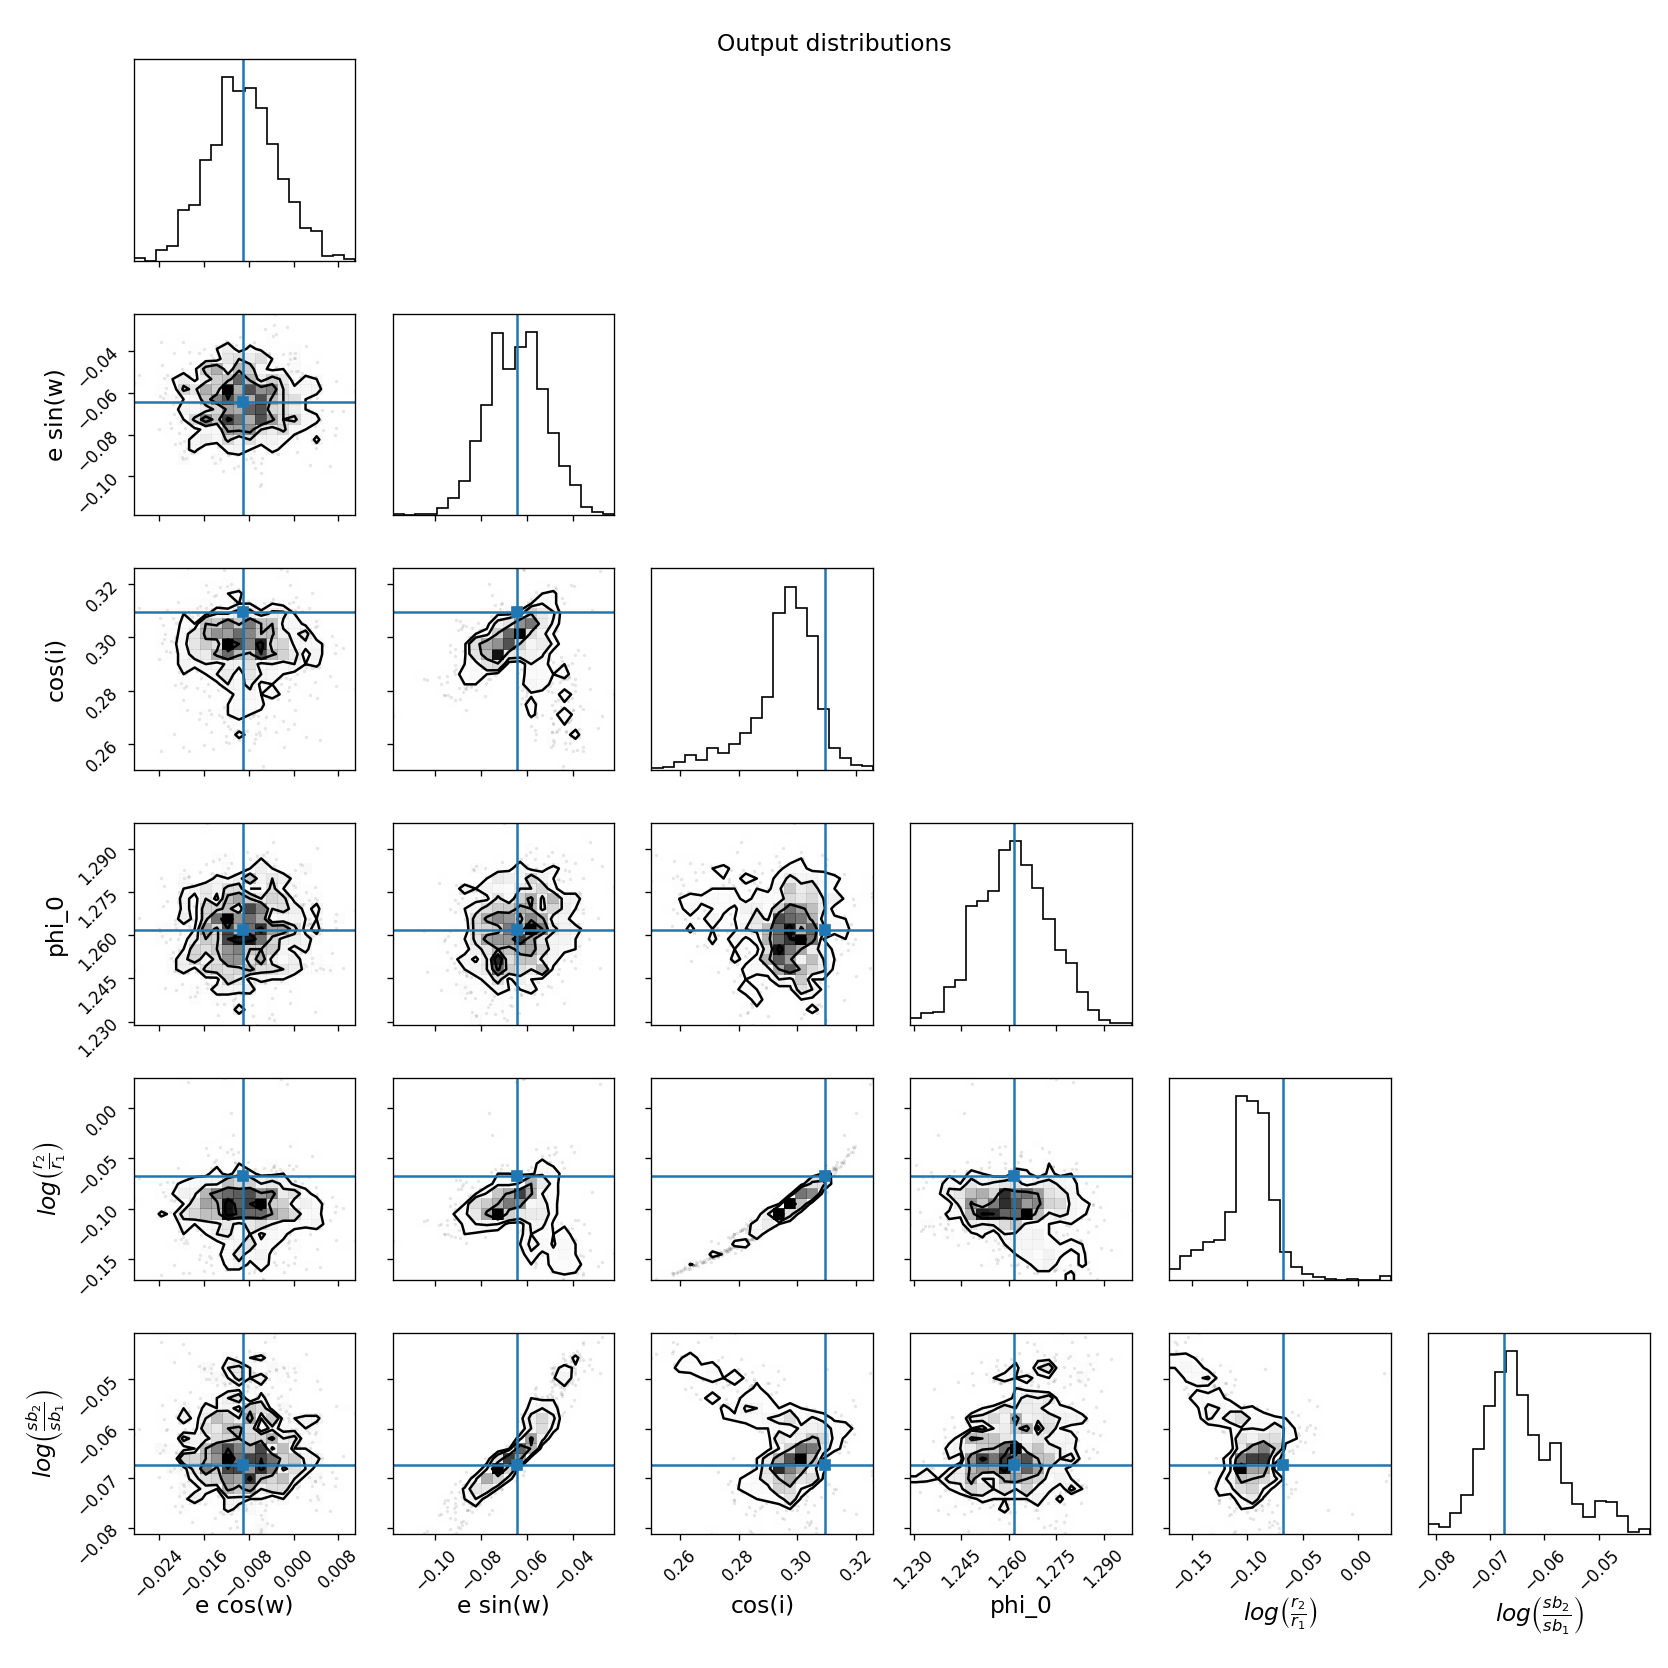 Output distributions
e sin(w)
−0.04
−0.06
−0.08
−0.10
cos(i)
0.32
0.30
0.28
0.26
phi_0
1.290
1.275
1.260
1.245
1.230
log(r₂/r₁)
0.00
−0.05
−0.10
−0.15
log(sb₂/sb₁)
−0.05
−0.06
−0.07
−0.08
−0.024 −0.016 −0.008 0.000 0.008
e cos(w)
−0.10 −0.08 −0.06 −0.04
e sin(w)
0.26 0.28 0.30 0.32
cos(i)
1.230 1.245 1.260 1.275 1.290
phi_0
−0.15 −0.10 −0.05 0.00
log(r₂/r₁)
−0.08 −0.07 −0.06 −0.05
log(sb₂/sb₁)